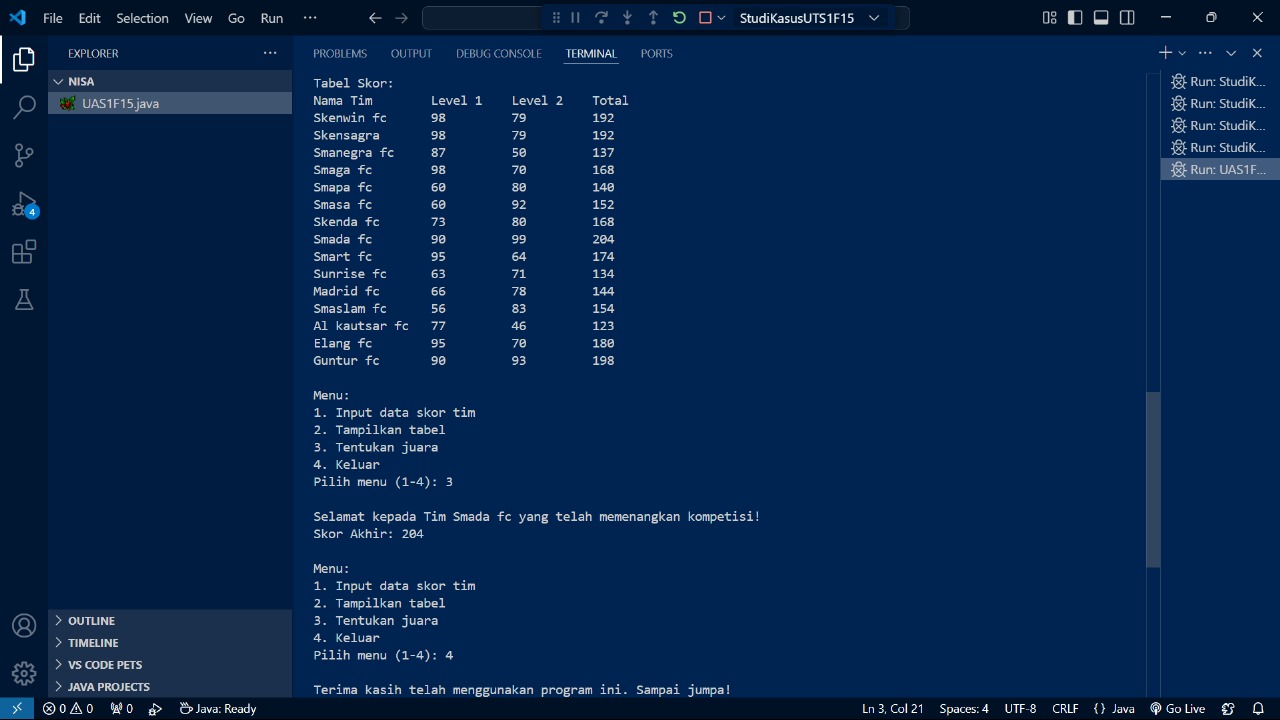 File Edit Selection View Go Run ··· StudiKasusUTS1F15
EXPLORER ···
NISA
UAS1F15.java
PROBLEMS OUTPUT DEBUG CONSOLE TERMINAL PORTS
Tabel Skor:
Nama Tim Level 1 Level 2 Total
Skenwin fc 98 79 192
Skensagra 98 79 192
Smanegra fc 87 50 137
Smaga fc 98 70 168
Smapa fc 60 80 140
Smasa fc 60 92 152
Skenda fc 73 80 168
Smada fc 90 99 204
Smart fc 95 64 174
Sunrise fc 63 71 134
Madrid fc 66 78 144
Smaslam fc 56 83 154
Al kautsar fc 77 46 123
Elang fc 95 70 180
Guntur fc 90 93 198
Menu:
1. Input data skor tim
2. Tampilkan tabel
3. Tentukan juara
4. Keluar
Pilih menu (1-4): 3
Selamat kepada Tim Smada fc yang telah memenangkan kompetisi!
Skor Akhir: 204
Menu:
1. Input data skor tim
2. Tampilkan tabel
3. Tentukan juara
4. Keluar
Pilih menu (1-4): 4
Terima kasih telah menggunakan program ini. Sampai jumpa!
Run: StudiK...
Run: StudiK...
Run: StudiK...
Run: StudiK...
Run: UAS1F...
4
OUTLINE
TIMELINE
VS CODE PETS
JAVA PROJECTS
0 0 0 Java: Ready Ln 3, Col 21 Spaces: 4 UTF-8 CRLF {} Java Go Live